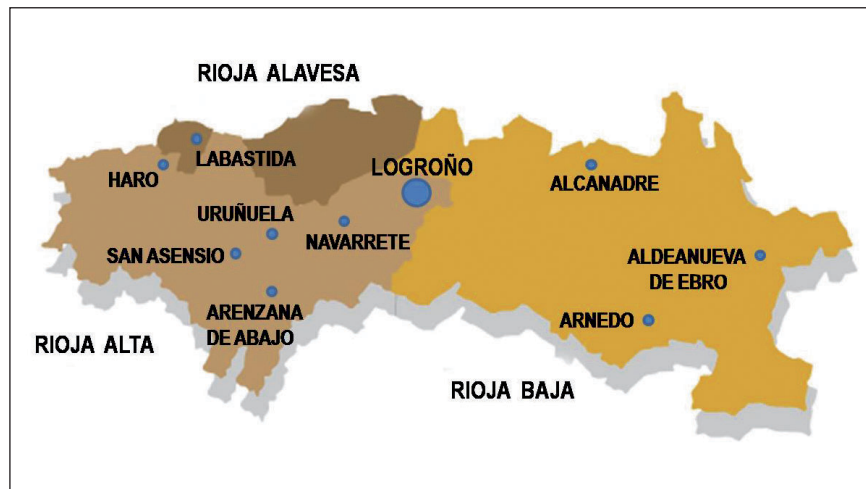 RIOJA ALAVESA
LABASTIDA
HARO
LOGROÑO
ALCANADRE
URUÑUELA
NAVARRETE
SAN ASENSIO
ALDEANUEVA
DE EBRO
ARENZANA
DE ABAJO
ARNEDO
RIOJA ALTA
RIOJA BAJA